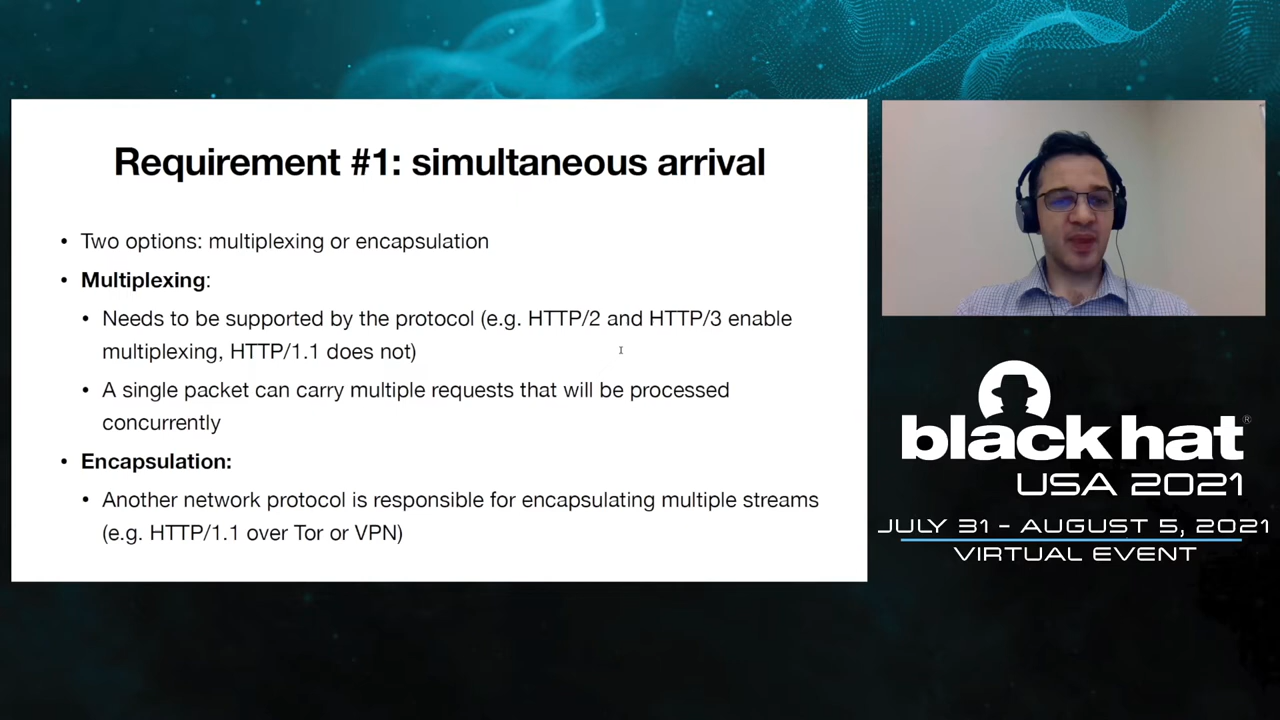 Requirement #1: simultaneous arrival
• Two options: multiplexing or encapsulation
• Multiplexing:
• Needs to be supported by the protocol (e.g. HTTP/2 and HTTP/3 enable
multiplexing, HTTP/1.1 does not)
• A single packet can carry multiple requests that will be processed
concurrently
• Encapsulation:
• Another network protocol is responsible for encapsulating multiple streams
(e.g. HTTP/1.1 over Tor or VPN)
black hat®
USA 2021
JULY 31 - AUGUST 5, 2021
VIRTUAL EVENT